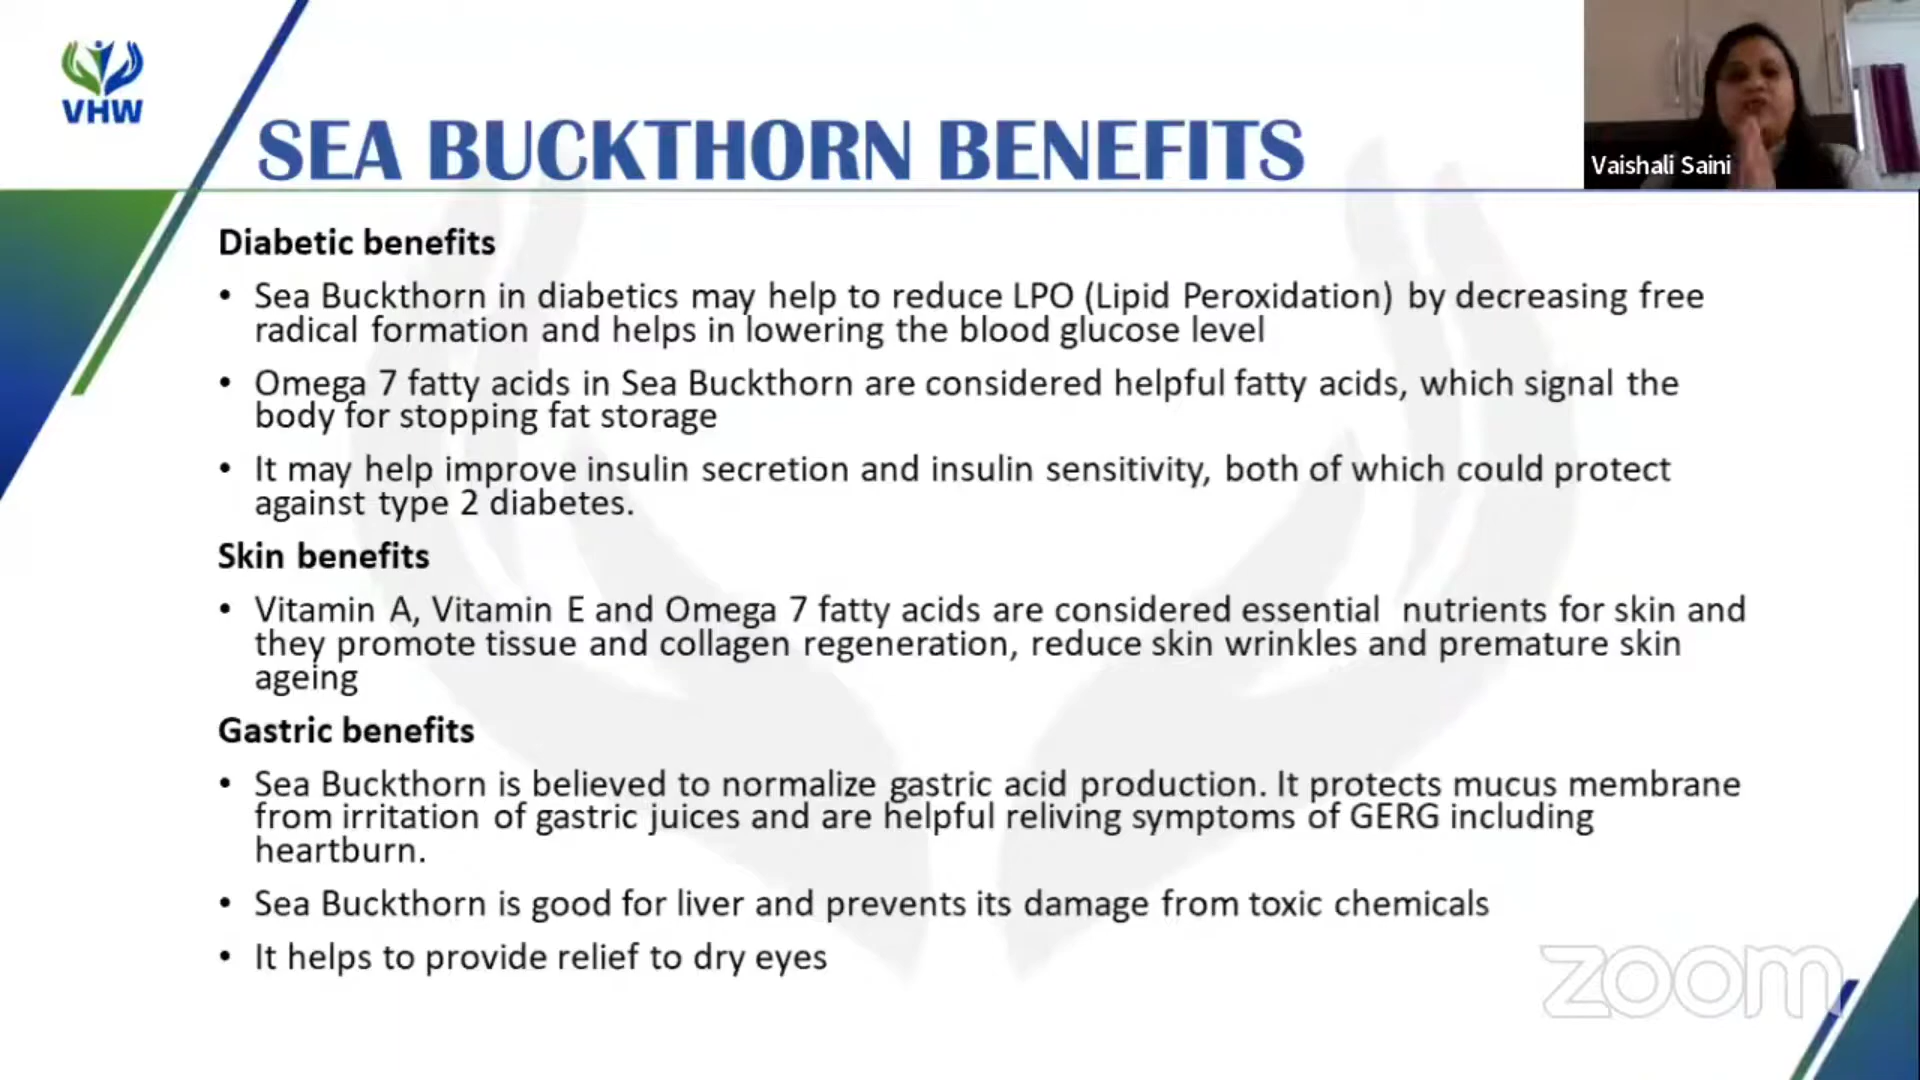 VHW
SEA BUCKTHORN BENEFITS
Vaishali Saini
Diabetic benefits
• Sea Buckthorn in diabetics may help to reduce LPO (Lipid Peroxidation) by decreasing free
radical formation and helps in lowering the blood glucose level
• Omega 7 fatty acids in Sea Buckthorn are considered helpful fatty acids, which signal the
body for stopping fat storage
• It may help improve insulin secretion and insulin sensitivity, both of which could protect
against type 2 diabetes.
Skin benefits
• Vitamin A, Vitamin E and Omega 7 fatty acids are considered essential nutrients for skin and
they promote tissue and collagen regeneration, reduce skin wrinkles and premature skin
ageing
Gastric benefits
• Sea Buckthorn is believed to normalize gastric acid production. It protects mucus membrane
from irritation of gastric juices and are helpful reliving symptoms of GERG including
heartburn.
• Sea Buckthorn is good for liver and prevents its damage from toxic chemicals
• It helps to provide relief to dry eyes
zoom